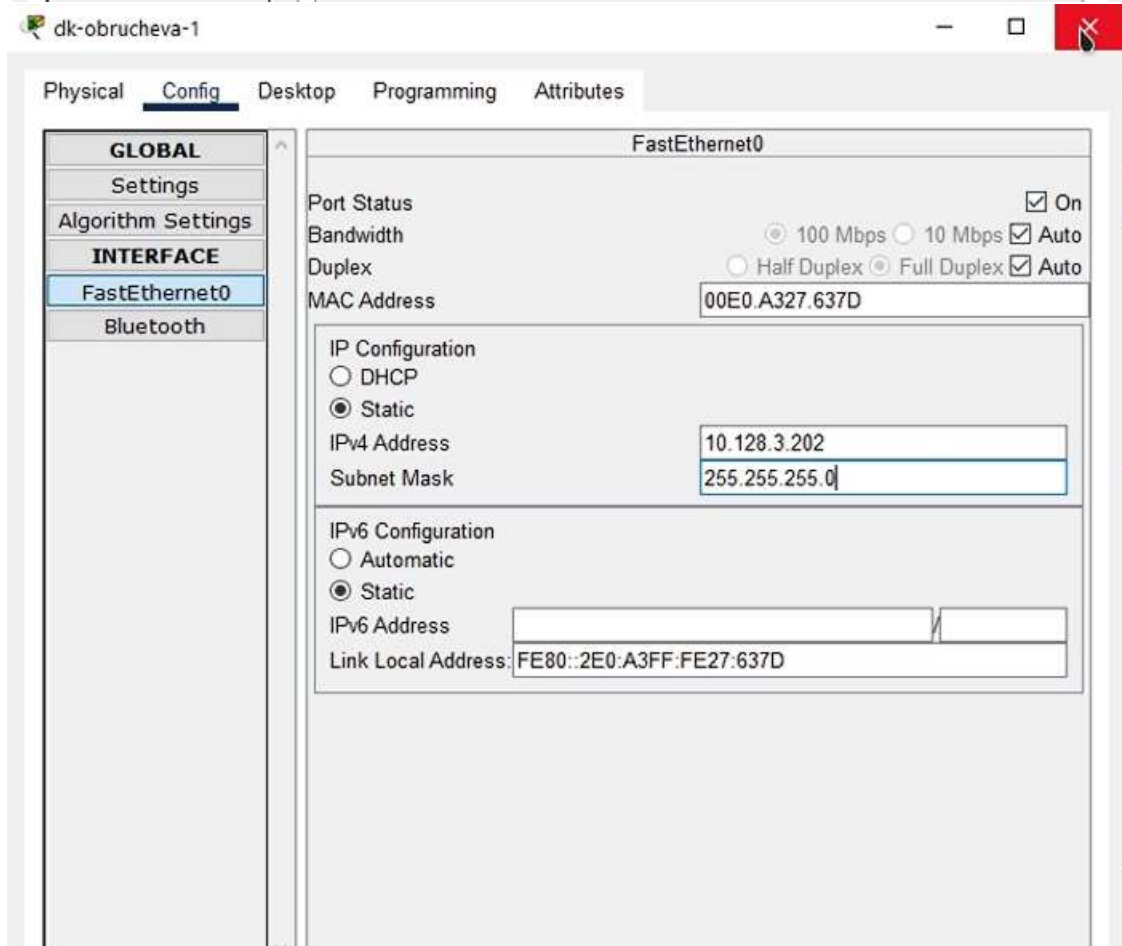 dk-obrucheva-1
Physical Config Desktop Programming Attributes
GLOBAL
Settings
Algorithm Settings
INTERFACE
FastEthernet0
Bluetooth
FastEthernet0
Port Status On
Bandwidth 100 Mbps 10 Mbps Auto
Duplex Half Duplex Full Duplex Auto
MAC Address 00E0.A327.637D
IP Configuration
DHCP
Static
IPv4 Address 10.128.3.202
Subnet Mask 255.255.255.0
IPv6 Configuration
Automatic
Static
IPv6 Address /
Link Local Address: FE80::2E0:A3FF:FE27:637D